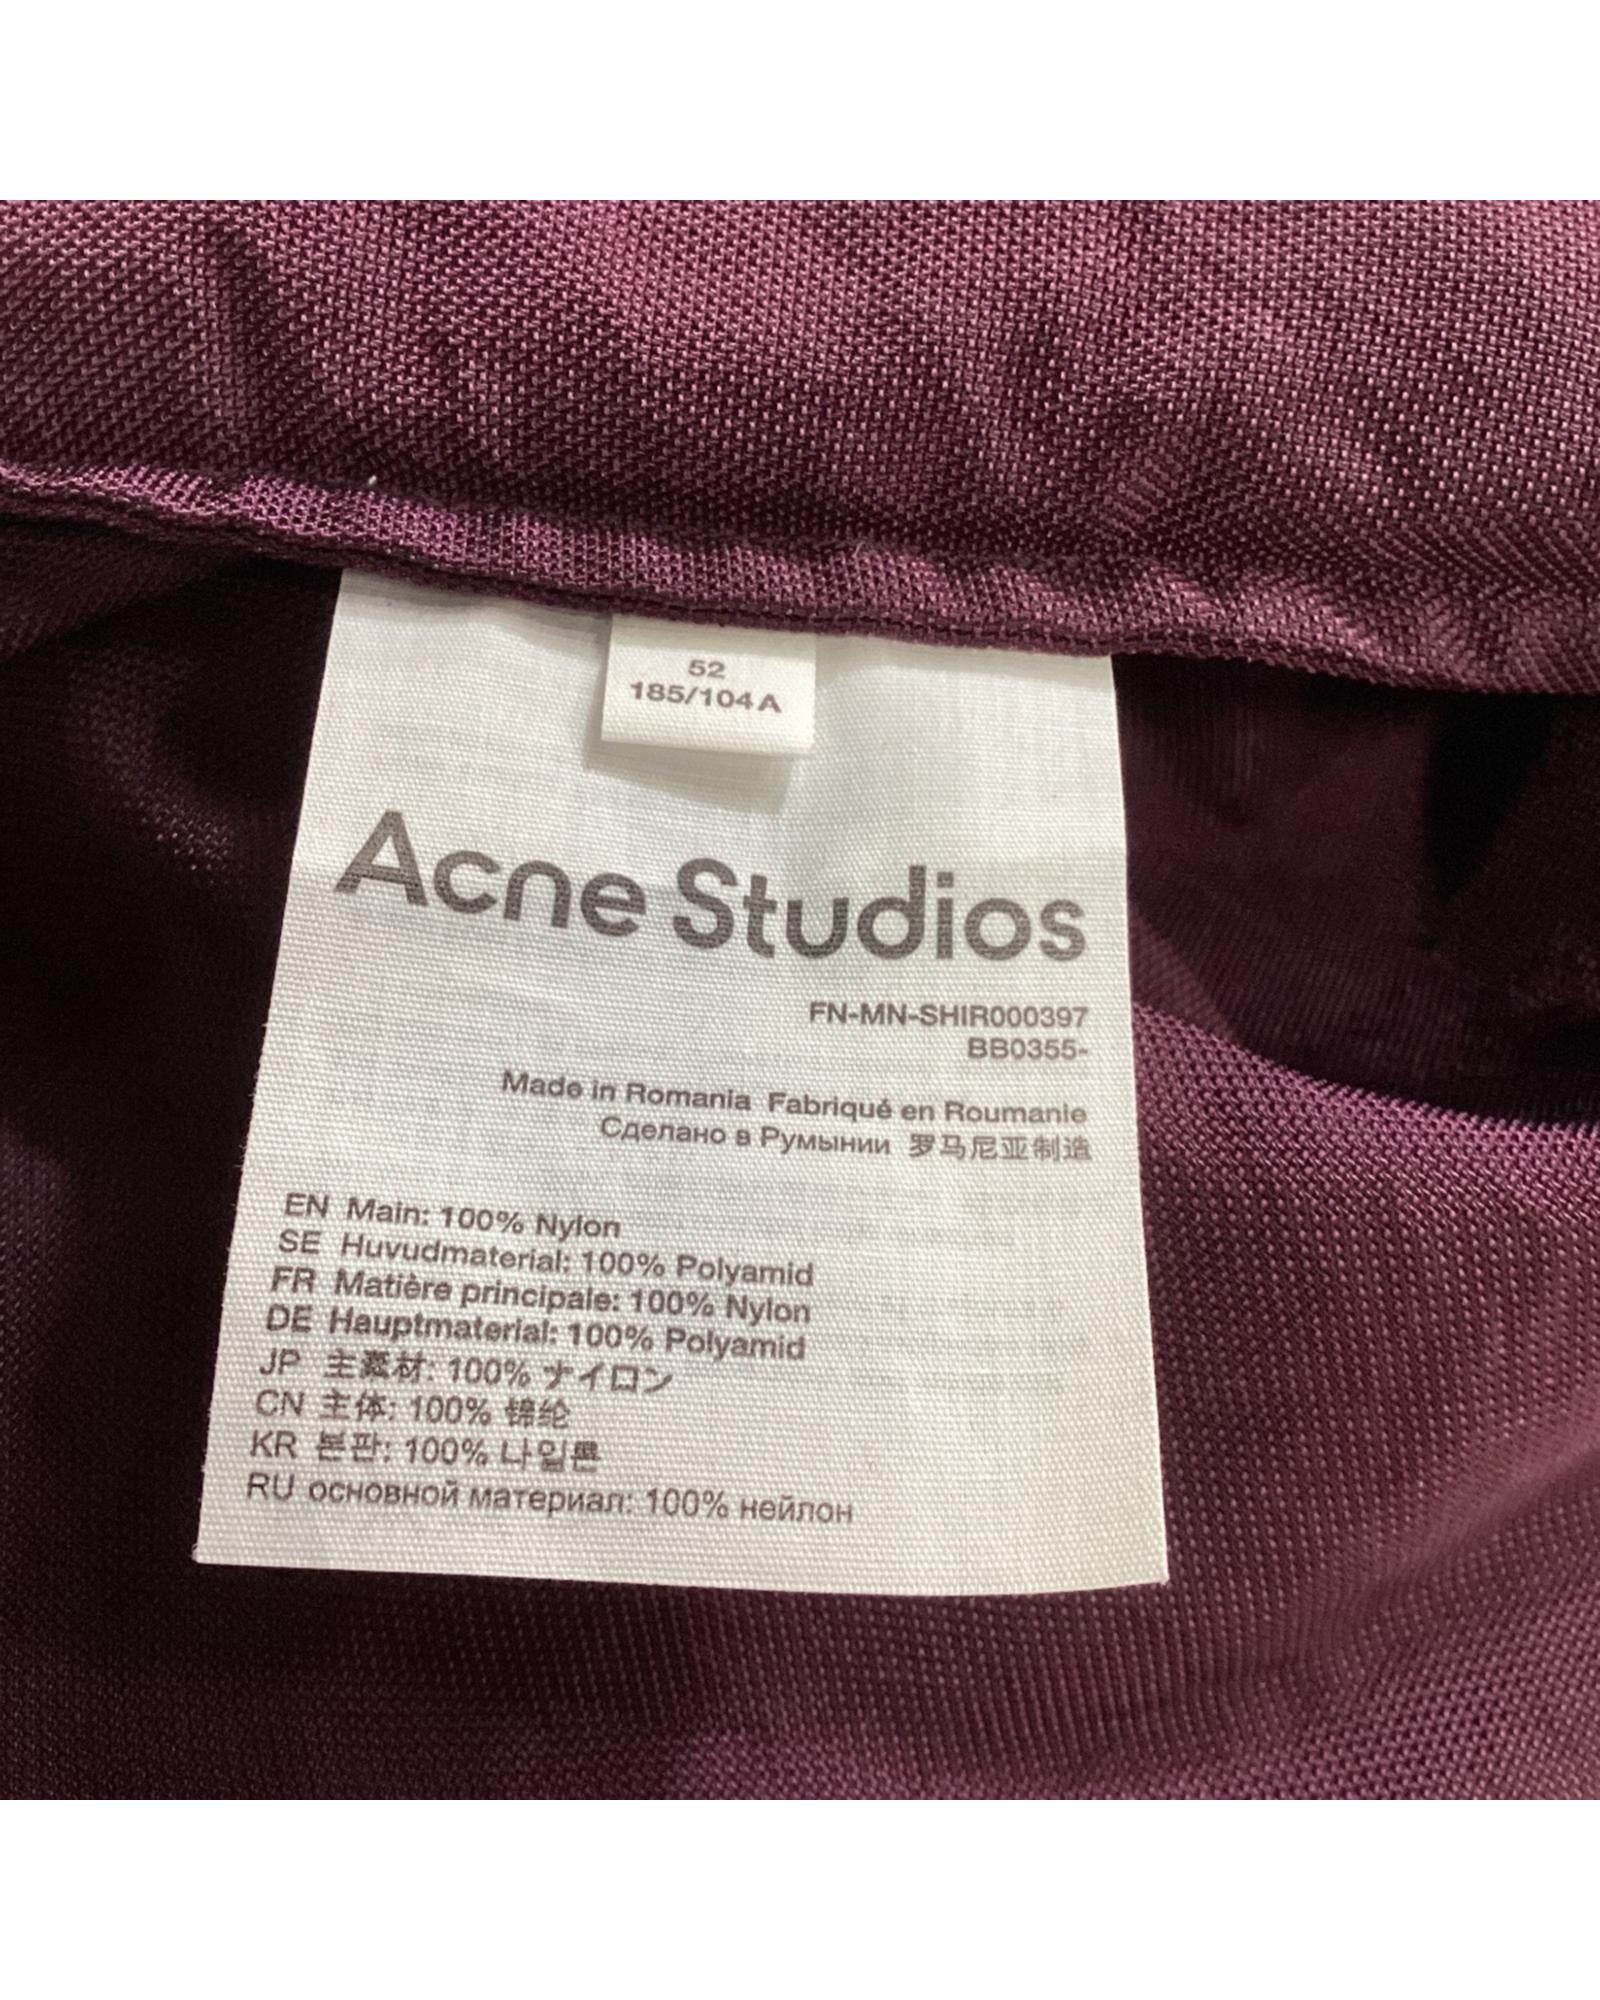 52
185/104A
Acne Studios
FN-MN-SHIR000397
BB0355-
Made in Romania Fabriqué en Roumanie
Сделано в Румынии 罗马尼亚制造
EN Main: 100% Nylon
SE Huvudmaterial: 100% Polyamid
FR Matière principale: 100% Nylon
DE Hauptmaterial: 100% Polyamid
JP 主素材: 100% ナイロン
CN 主体: 100% 锦纶
KR 본판: 100% 나일론
RU основной материал: 100% нейлон